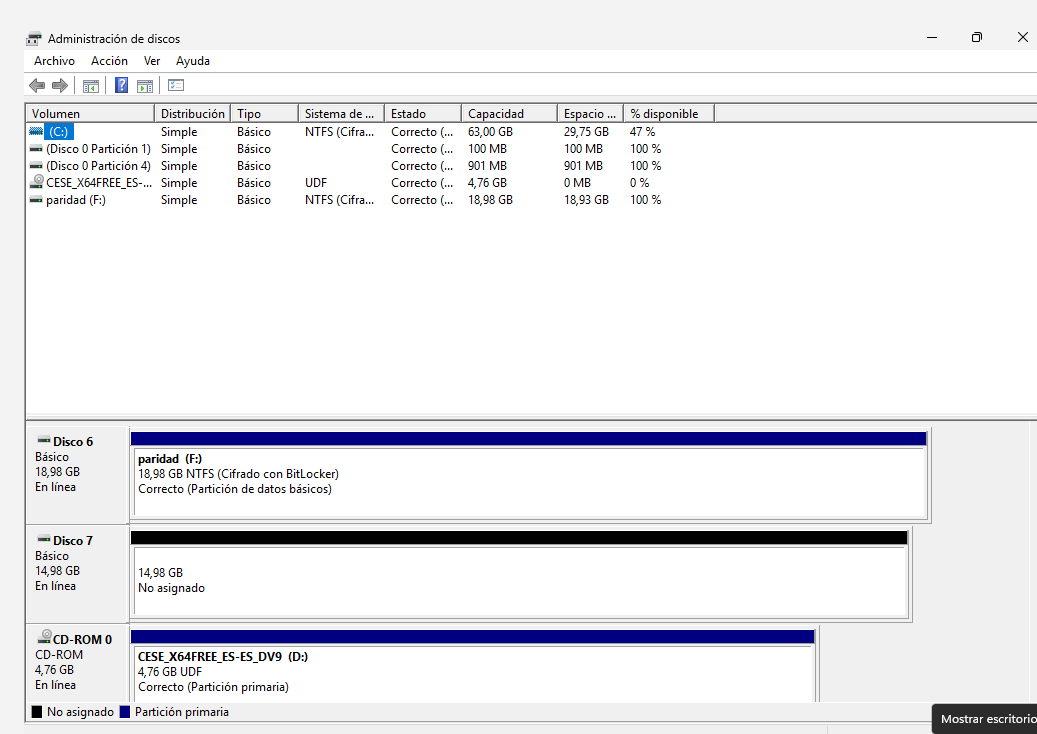 Administración de discos
Archivo Acción Ver Ayuda
Volumen Distribución Tipo Sistema de ... Estado Capacidad Espacio ... % disponible
(C:) Simple Básico NTFS (Cifra... Correcto (... 63,00 GB 29,75 GB 47 %
(Disco 0 Partición 1) Simple Básico Correcto (... 100 MB 100 MB 100 %
(Disco 0 Partición 4) Simple Básico Correcto (... 901 MB 901 MB 100 %
CESE_X64FREE_ES-... Simple Básico UDF Correcto (... 4,76 GB 0 MB 0 %
paridad (F:) Simple Básico NTFS (Cifra... Correcto (... 18,98 GB 18,93 GB 100 %
Disco 6
Básico
18,98 GB
En línea
paridad (F:)
18,98 GB NTFS (Cifrado con BitLocker)
Correcto (Partición de datos básicos)
Disco 7
Básico
14,98 GB
En línea
14,98 GB
No asignado
CD-ROM 0
CD-ROM
4,76 GB
En línea
CESE_X64FREE_ES-ES_DV9 (D:)
4,76 GB UDF
Correcto (Partición primaria)
No asignado Partición primaria
Mostrar escritorio